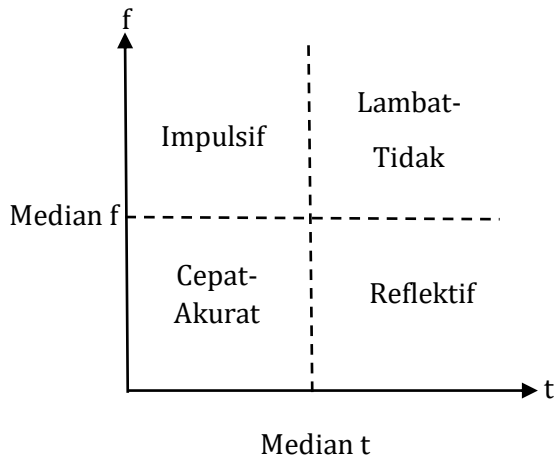 f
Impulsif
Lambat-
Tidak
Median f
Cepat-
Akurat
Reflektif
t
Median t